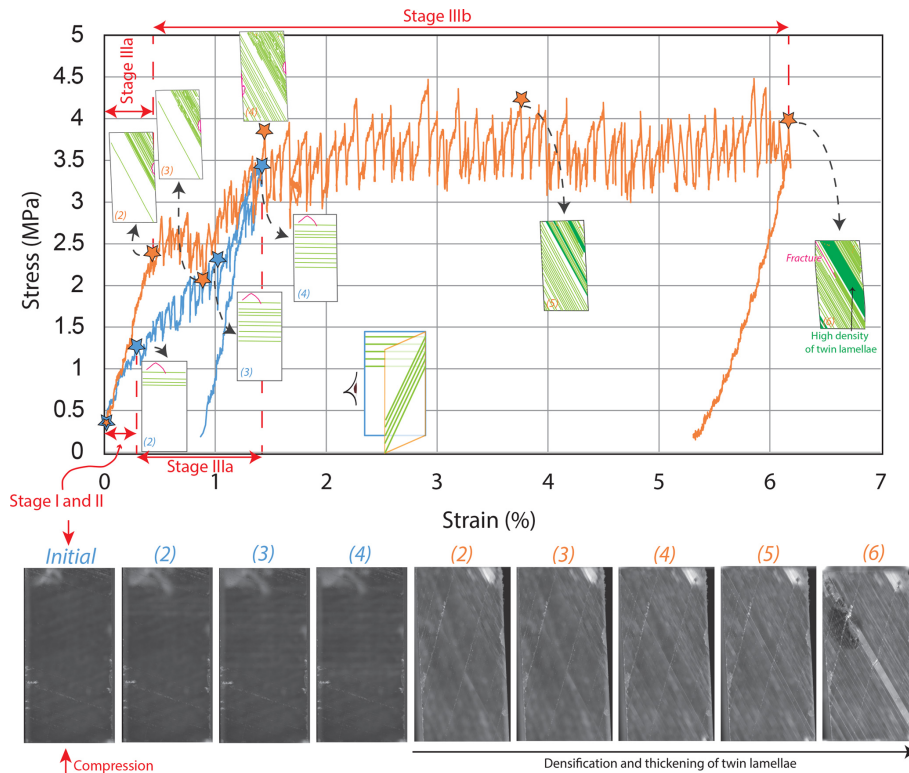 Stage IIIb
Stage IIIa
5
4.5
4
3.5
3
2.5
2
1.5
1
0.5
0
Stress (MPa)
(2)
(3)
(4)
(4)
(3)
(2)
(5)
Fracture
(6)
High density
of twin lamellae
0 1 2 3 4 5 6 7
Stage IIIa
Stage I and II
Strain (%)
Initial (2) (3) (4) (2) (3) (4) (5) (6)
Compression
Densification and thickening of twin lamellae